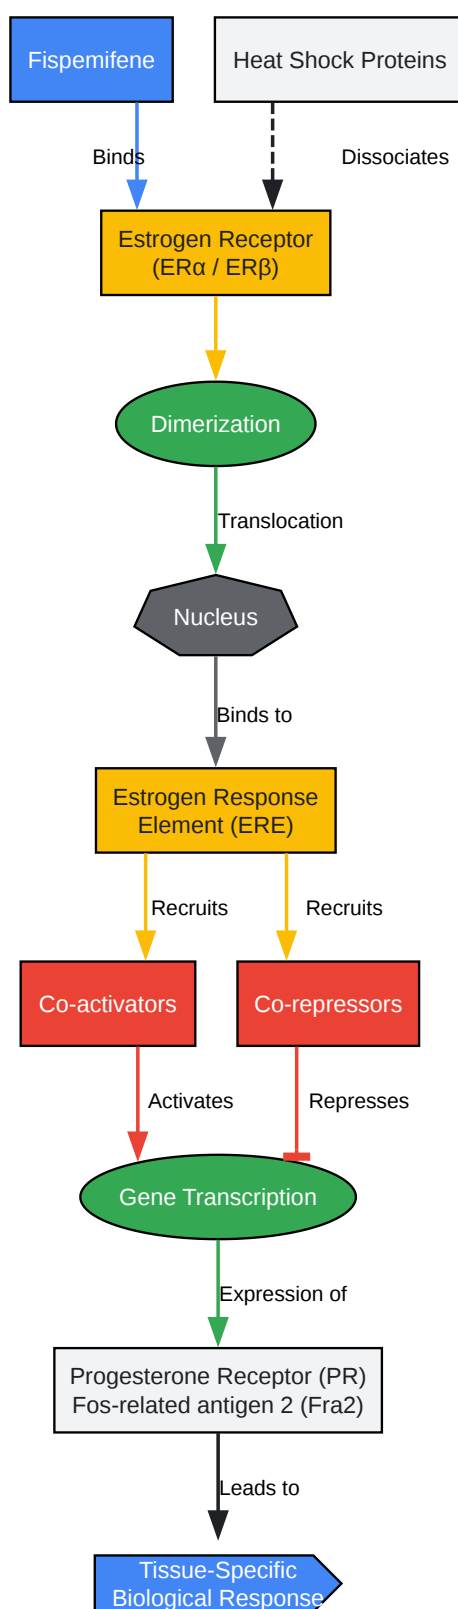 Fispemifene
Heat Shock Proteins
Binds
Dissociates
Estrogen Receptor
(ERα / ERβ)
Dimerization
Translocation
Nucleus
Binds to
Estrogen Response
Element (ERE)
Recruits
Recruits
Co-activators
Co-repressors
Activates
Represses
Gene Transcription
Expression of
Progesterone Receptor (PR)
Fos-related antigen 2 (Fra2)
Leads to
Tissue-Specific
Biological Response